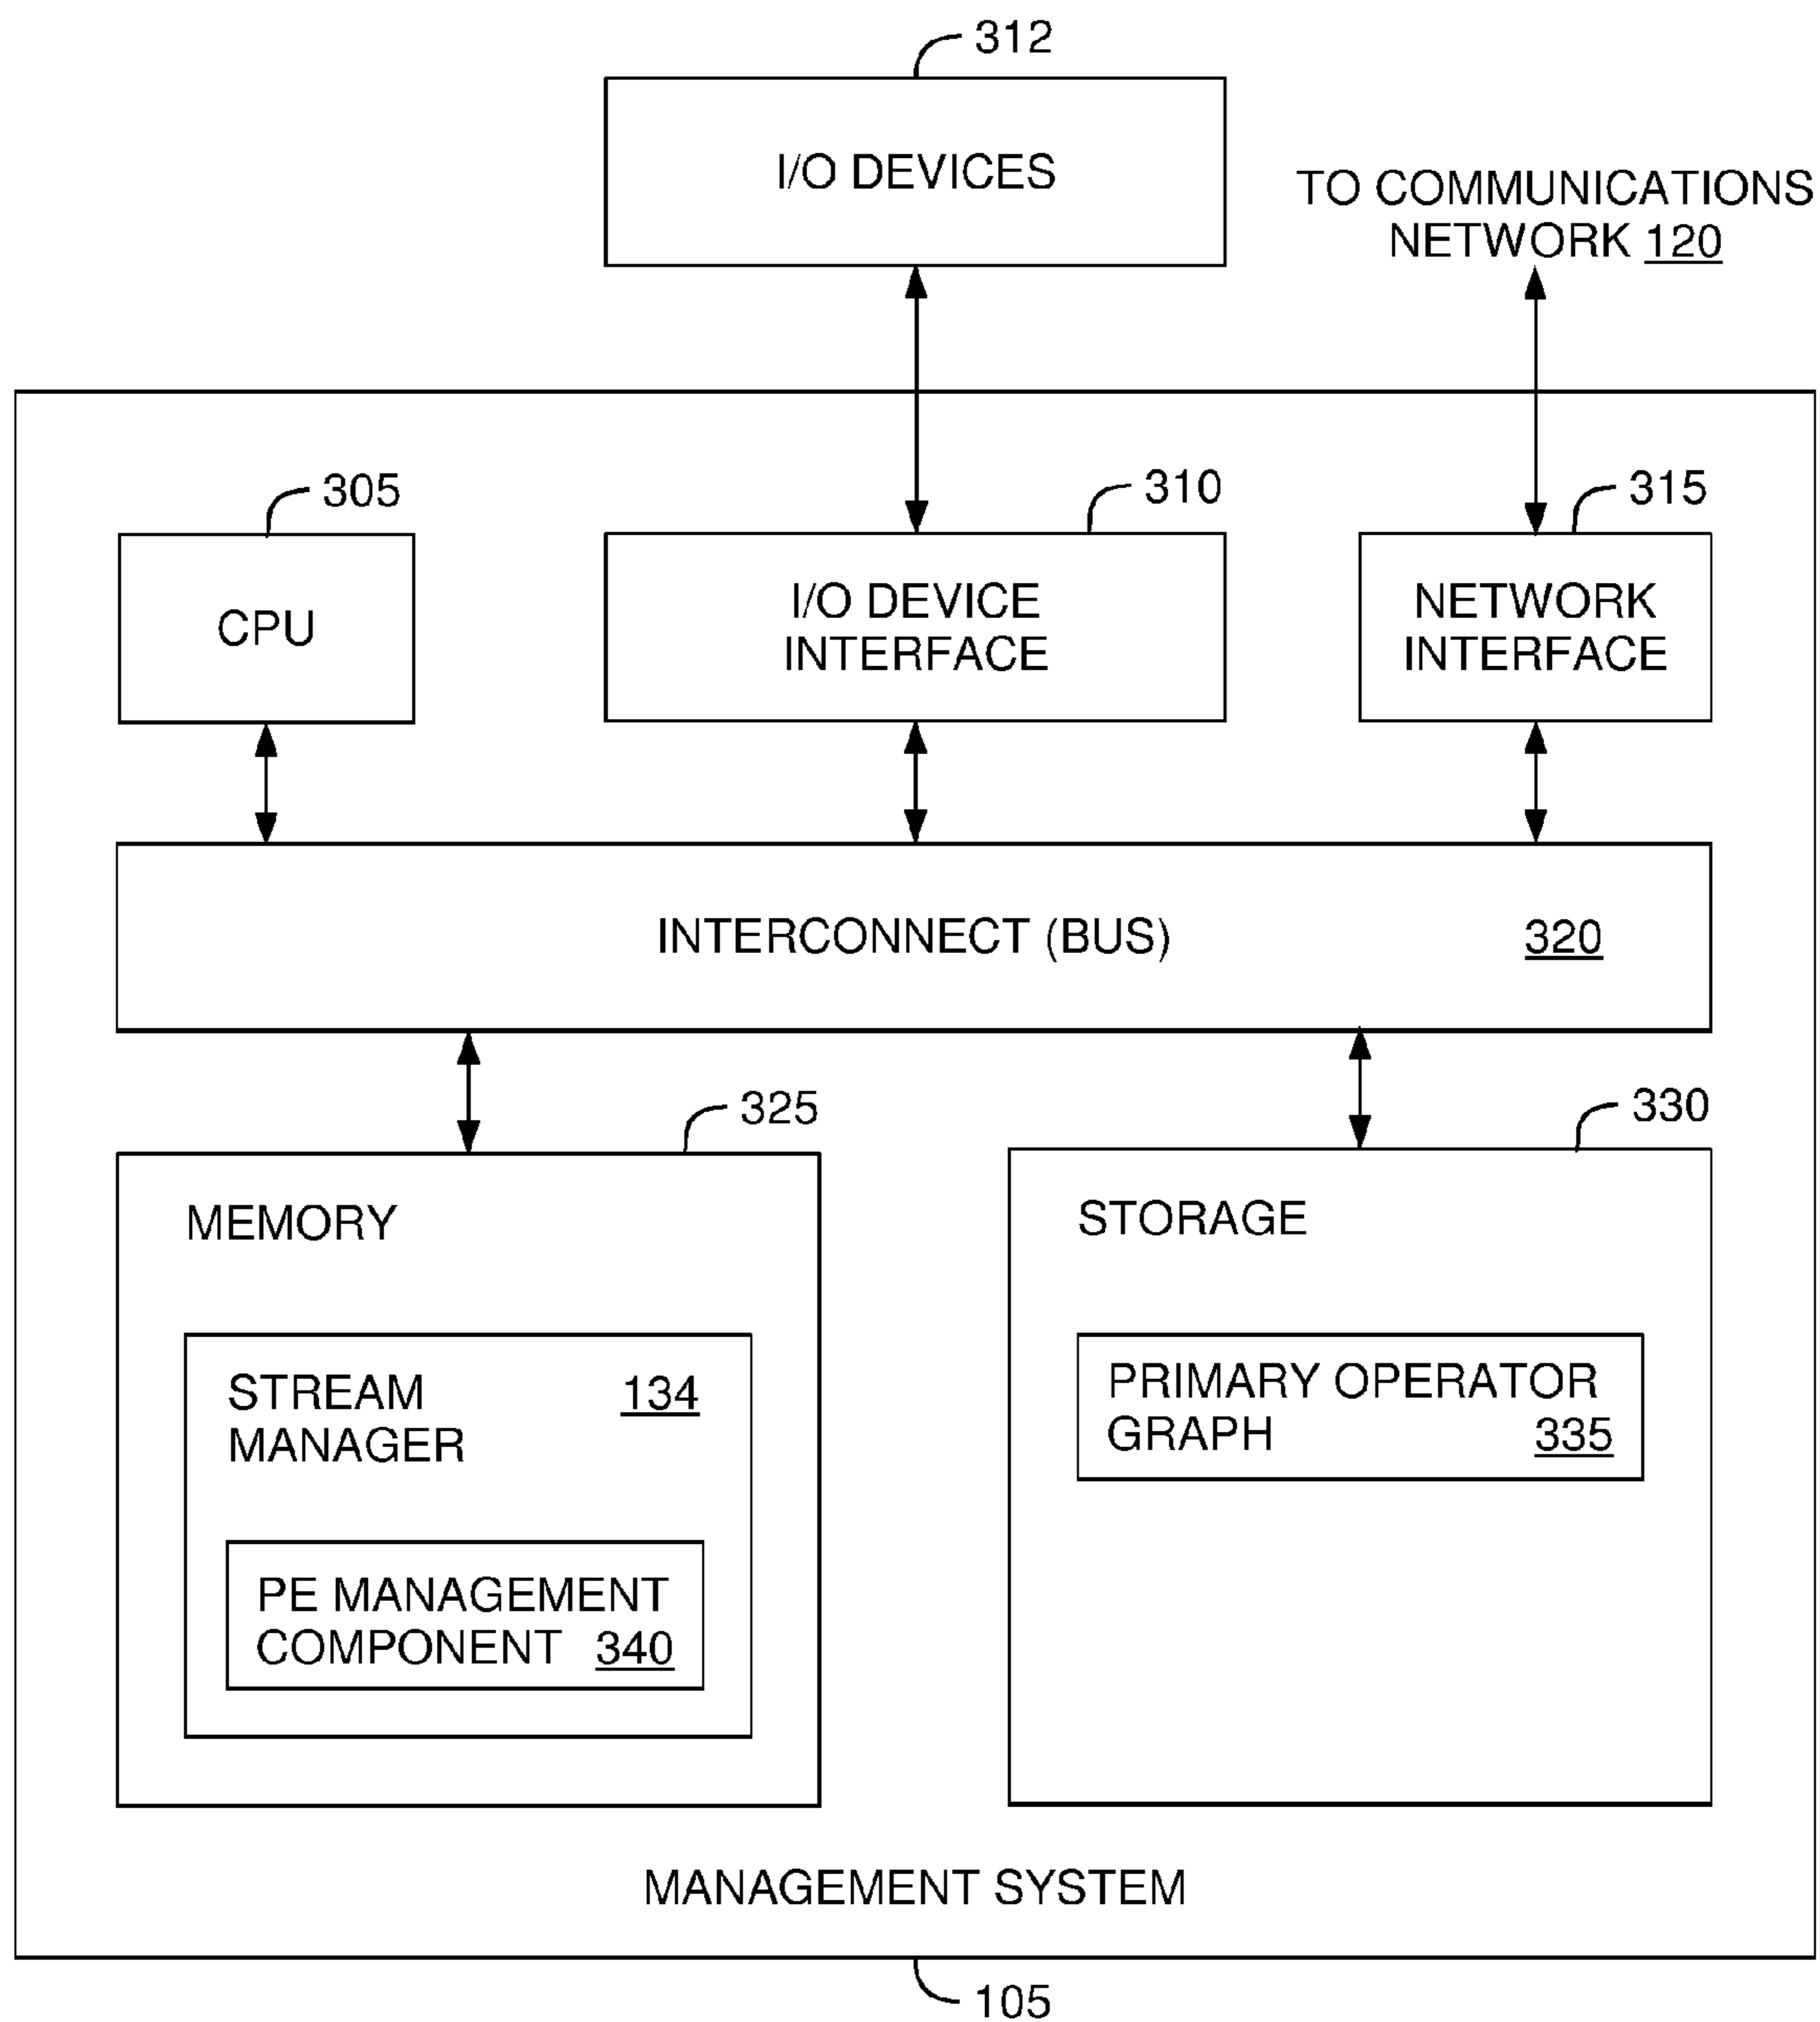 312
I/O DEVICES
TO COMMUNICATIONS
NETWORK 120
305
310
315
CPU
I/O DEVICE
INTERFACE
NETWORK
INTERFACE
INTERCONNECT (BUS) 320
325
330
MEMORY
STORAGE
STREAM 134
MANAGER
PRIMARY OPERATOR
GRAPH 335
PE MANAGEMENT
COMPONENT 340
MANAGEMENT SYSTEM
105